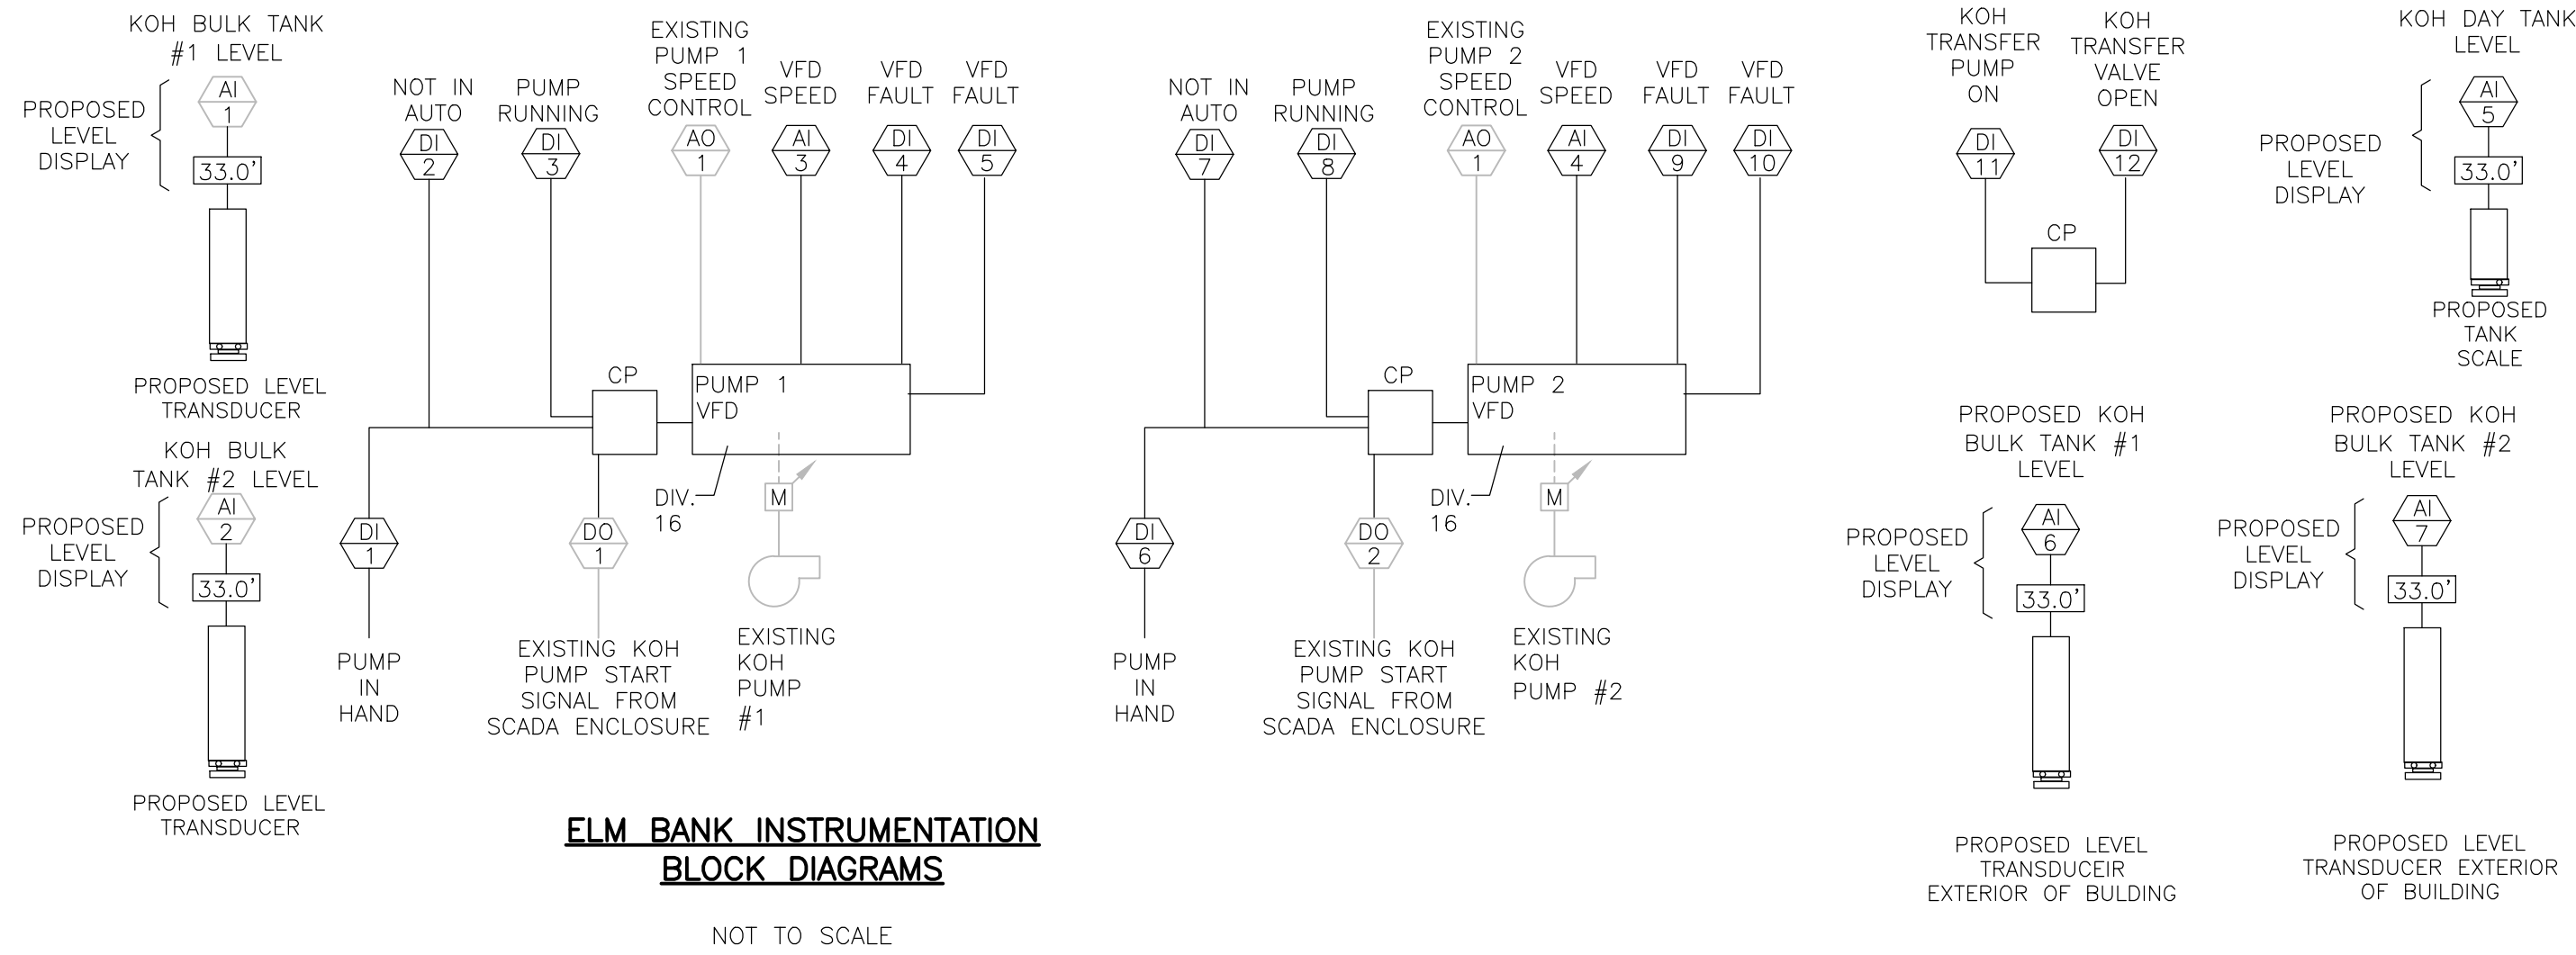 KOH BULK TANK
#1 LEVEL
AI
1
PROPOSED
LEVEL
DISPLAY
33.0'
PROPOSED LEVEL
TRANSDUCER
KOH BULK
TANK #2 LEVEL
AI
2
PROPOSED
LEVEL
DISPLAY
33.0'
PROPOSED LEVEL
TRANSDUCER
NOT IN
AUTO
DI
2
PUMP
RUNNING
DI
3
EXISTING
PUMP 1
SPEED
CONTROL
AO
1
VFD
SPEED
AI
3
VFD
FAULT
DI
4
VFD
FAULT
DI
5
CP
PUMP 1
VFD
DIV.
16
M
DI
1
PUMP
IN
HAND
DO
1
EXISTING KOH
PUMP START
SIGNAL FROM
SCADA ENCLOSURE
EXISTING
KOH
PUMP
#1
NOT IN
AUTO
DI
7
PUMP
RUNNING
DI
8
EXISTING
PUMP 2
SPEED
CONTROL
AO
1
VFD
SPEED
AI
4
VFD
FAULT
DI
9
VFD
FAULT
DI
10
CP
PUMP 2
VFD
DIV.
16
M
DI
6
PUMP
IN
HAND
DO
2
EXISTING KOH
PUMP START
SIGNAL FROM
SCADA ENCLOSURE
EXISTING
KOH
PUMP #2
KOH
TRANSFER
PUMP
ON
DI
11
KOH
TRANSFER
VALVE
OPEN
DI
12
CP
KOH DAY TANK
LEVEL
AI
5
PROPOSED
LEVEL
DISPLAY
33.0'
PROPOSED
TANK
SCALE
PROPOSED KOH
BULK TANK #1
LEVEL
AI
6
PROPOSED
LEVEL
DISPLAY
33.0'
PROPOSED LEVEL
TRANSDUCEIR
EXTERIOR OF BULDING
PROPOSED KOH
BULK TANK #2
LEVEL
AI
7
PROPOSED
LEVEL
DISPLAY
33.0'
PROPOSED LEVEL
TRANSDUCER EXTERIOR
OF BUILDING
ELM BANK INSTRUMENTATION
BLOCK DIAGRAMS
NOT TO SCALE